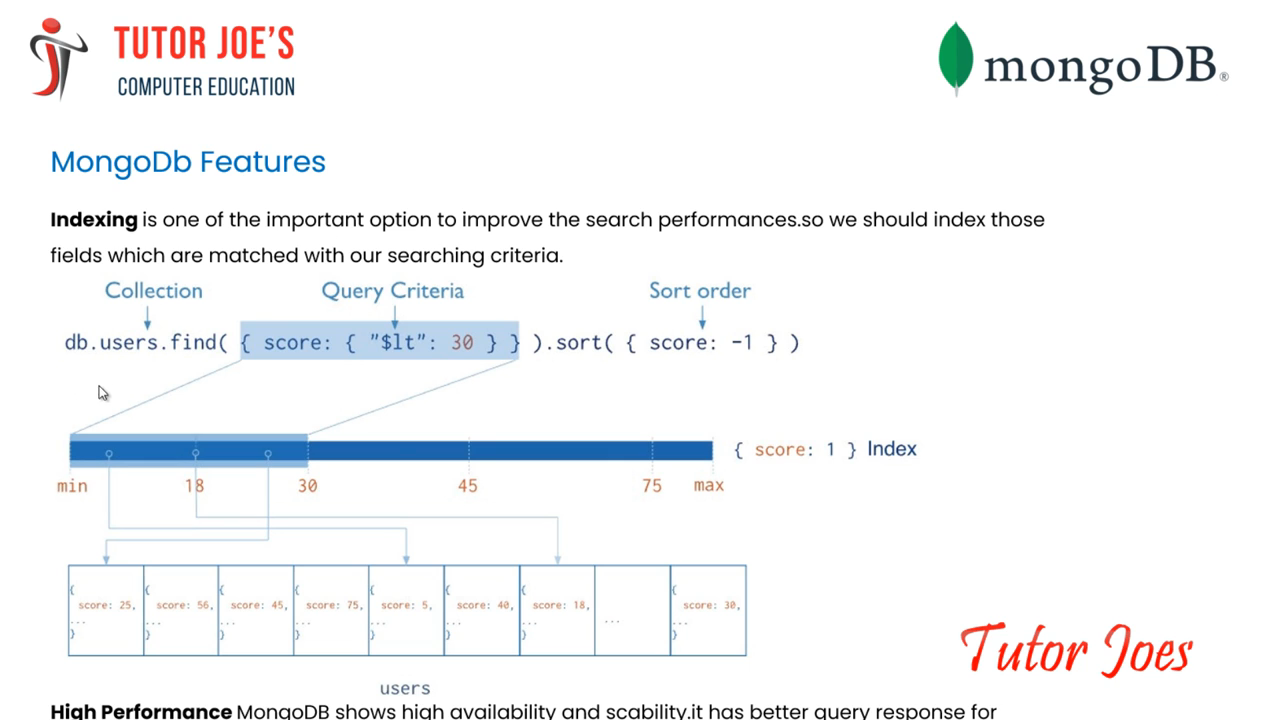 TUTOR JOE'S
COMPUTER EDUCATION
mongoDB®
MongoDb Features
Indexing is one of the important option to improve the search performances.so we should index those
fields which are matched with our searching criteria.
Collection Query Criteria Sort order
db.users.find( { score: { "$lt": 30 } } ).sort( { score: -1 } )
{ score: 1 } Index
min 18 30 45 75 max
{ { { { { { { {
score: 25, score: 56, score: 45, score: 75, score: 5, score: 40, score: 18, score: 30,
... ... ... ... ... ... ... ... ...
} } } } } } } }
users
Tutor Joes
High Performance MongoDB shows high availability and scability.it has better query response for